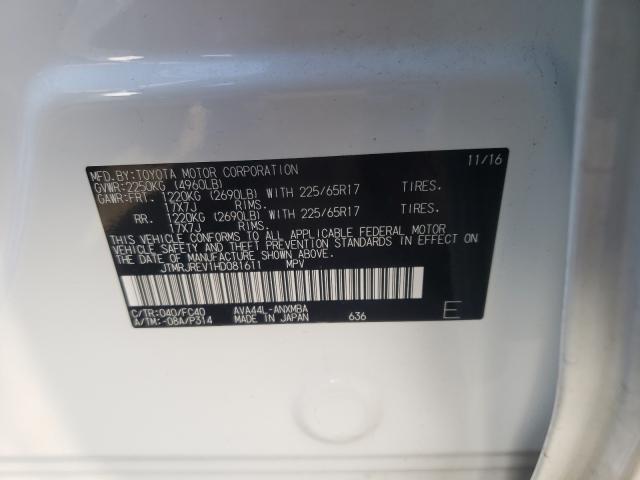 MFD.BY:TOYOTA MOTOR CORPORATION 11/16
GVWR:2250KG (4960LB)
GAWR:FRT. 1220KG (2690LB) WITH 225/65R17 TIRES.
17X7J RIMS.
RR. 1220KG (2690LB) WITH 225/65R17 TIRES.
17X7J RIMS.
THIS VEHICLE CONFORMS TO ALL APPLICABLE FEDERAL MOTOR
VEHICLE SAFETY AND THEFT PREVENTION STANDARDS IN EFFECT ON
THE DATE OF MANUFACTURE SHOWN ABOVE.
JTMRJREV1HD081611 MPV
C/TR:040/FC40 AVA44L-ANXMBA
A/TM:-08A/P314 MADE IN JAPAN 636 E